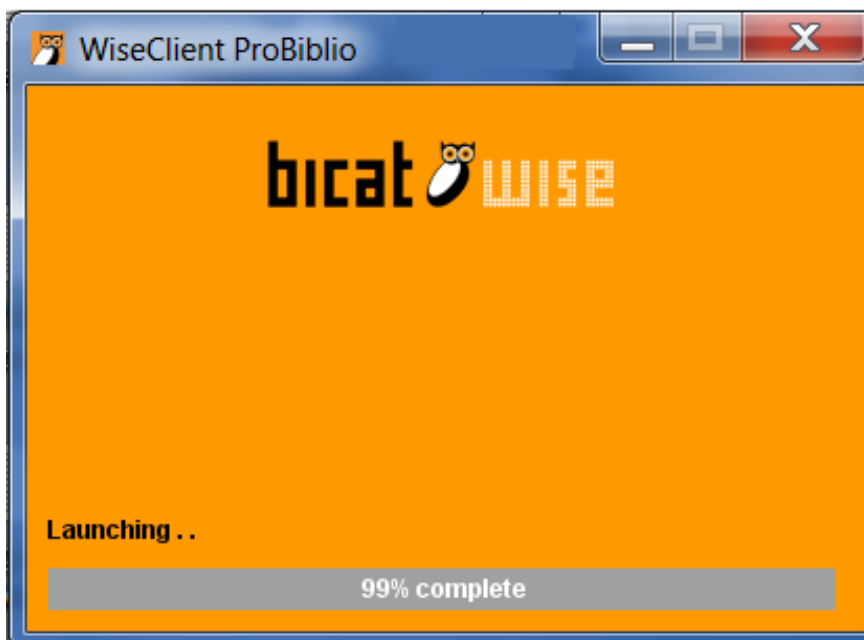 WiseClient ProBiblio
bicat wise
Launching . .
99% complete